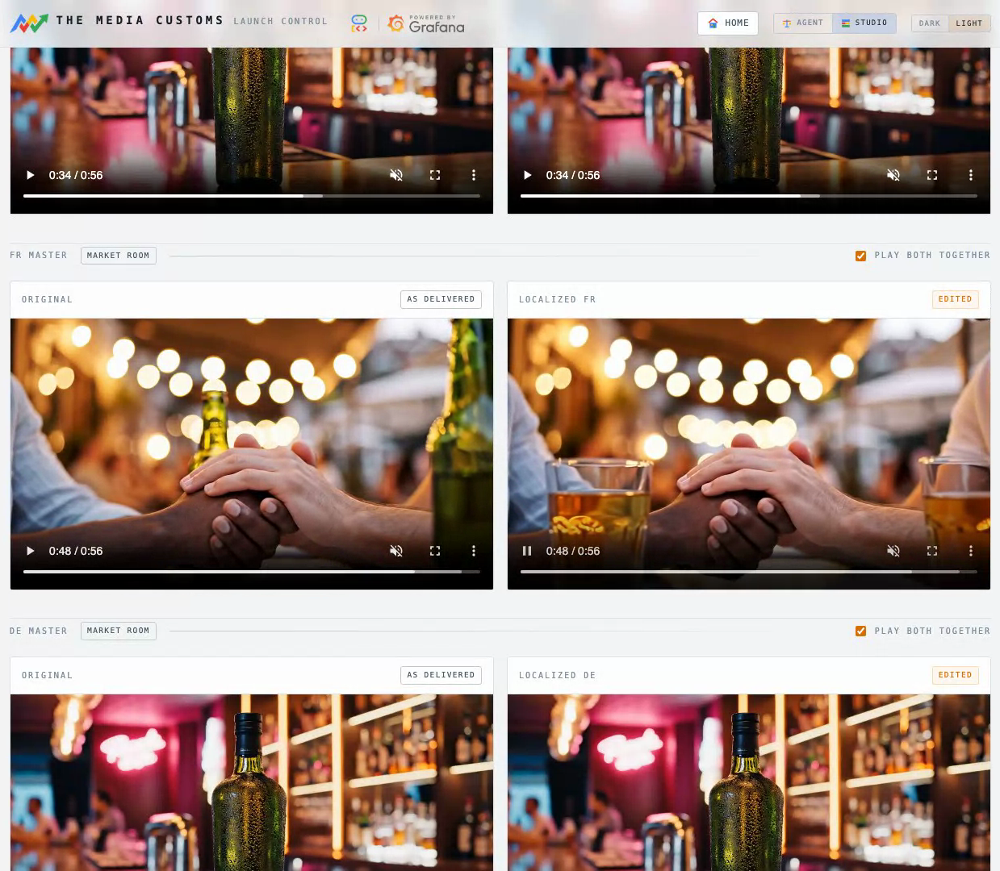 THE MEDIA CUSTOMS LAUNCH CONTROL POWERED BY Grafana HOME AGENT STUDIO DARK LIGHT
0:34 / 0:56 0:34 / 0:56
FR MASTER MARKET ROOM PLAY BOTH TOGETHER
ORIGINAL AS DELIVERED LOCALIZED FR EDITED
0:48 / 0:56 0:48 / 0:56
DE MASTER MARKET ROOM PLAY BOTH TOGETHER
ORIGINAL AS DELIVERED LOCALIZED DE EDITED